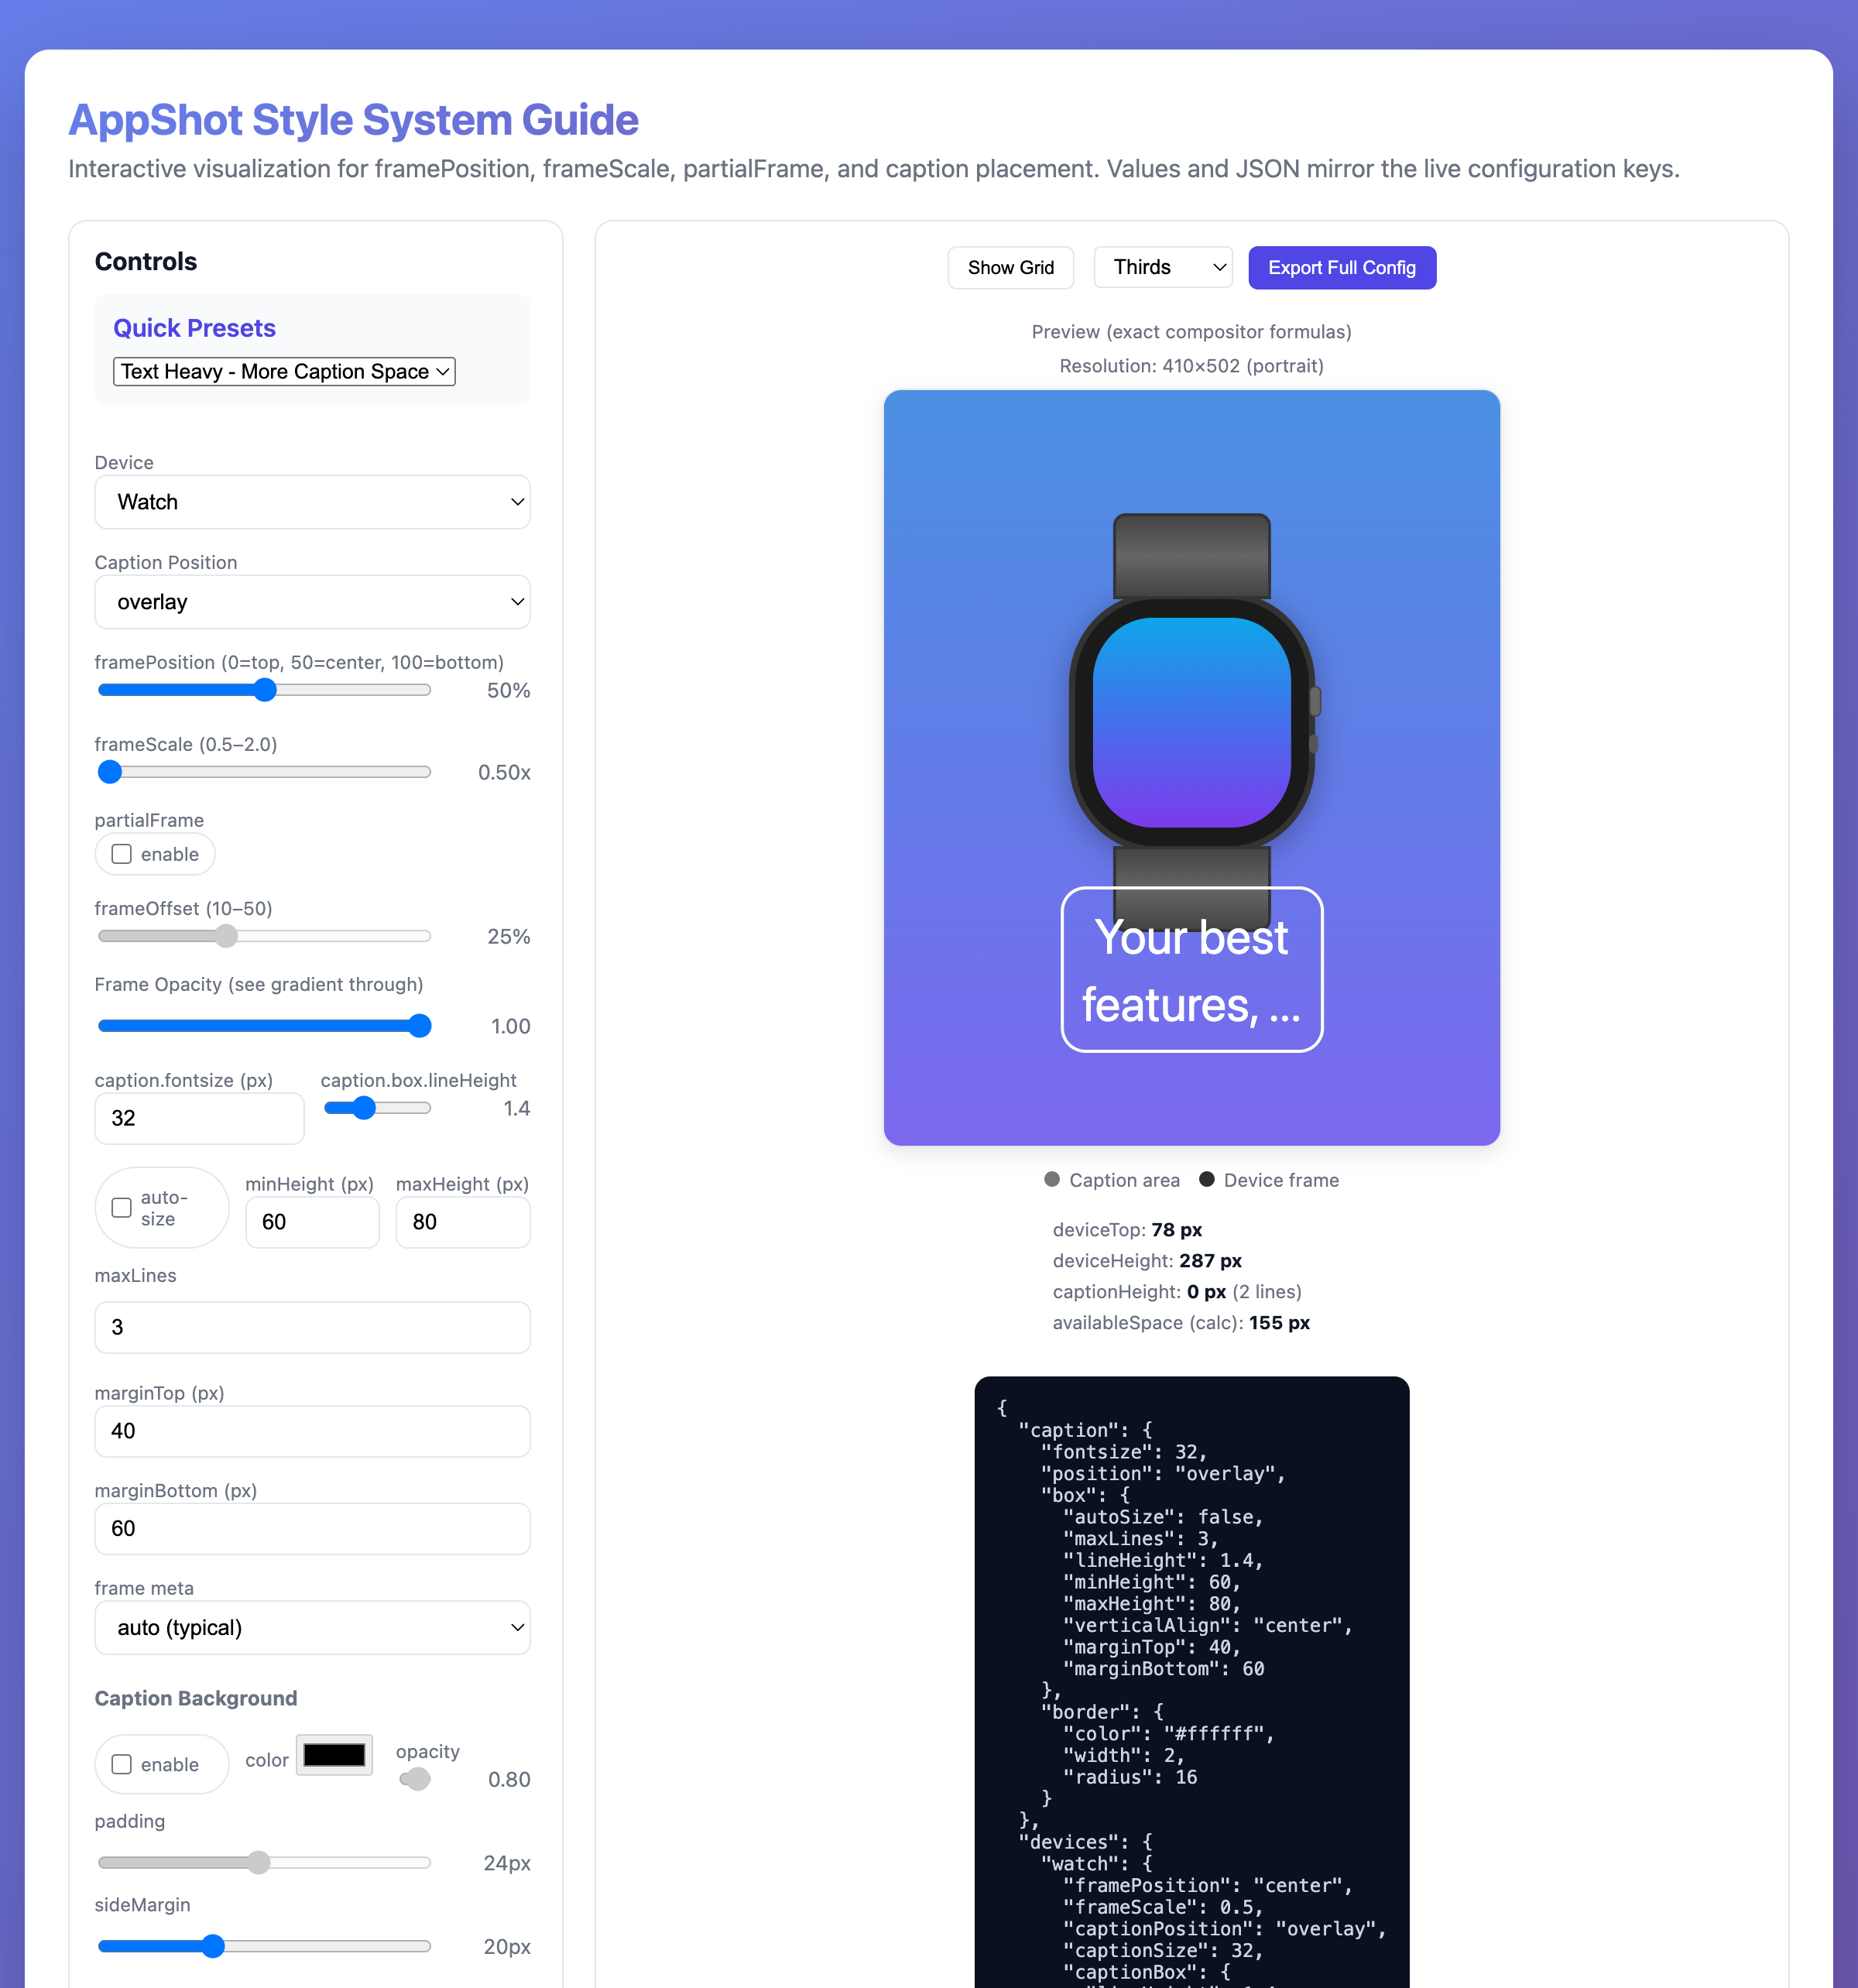 AppShot Style System Guide
Interactive visualization for framePosition, frameScale, partialFrame, and caption placement. Values and JSON mirror the live configuration keys.
Controls
Quick Presets
Text Heavy - More Caption Space
Device
Watch
Caption Position
overlay
framePosition (0=top, 50=center, 100=bottom)
50%
frameScale (0.5–2.0)
0.50x
partialFrame
enable
frameOffset (10–50)
25%
Frame Opacity (see gradient through)
1.00
caption.fontsize (px)
32
caption.box.lineHeight
1.4
auto-
size
minHeight (px)
60
maxHeight (px)
80
maxLines
3
marginTop (px)
40
marginBottom (px)
60
frame meta
auto (typical)
Caption Background
enable
color
opacity
0.80
padding
24px
sideMargin
20px
Show Grid
Thirds
Export Full Config
Preview (exact compositor formulas)
Resolution: 410×502 (portrait)
Your best
features, ...
Caption area
Device frame
deviceTop: 78 px
deviceHeight: 287 px
captionHeight: 0 px (2 lines)
availableSpace (calc): 155 px
{
"caption": {
"fontsize": 32,
"position": "overlay",
"box": {
"autoSize": false,
"maxLines": 3,
"lineHeight": 1.4,
"minHeight": 60,
"maxHeight": 80,
"verticalAlign": "center",
"marginTop": 40,
"marginBottom": 60
},
"border": {
"color": "#ffffff",
"width": 2,
"radius": 16
}
},
"devices": {
"watch": {
"framePosition": "center",
"frameScale": 0.5,
"captionPosition": "overlay",
"captionSize": 32,
"captionBox": {